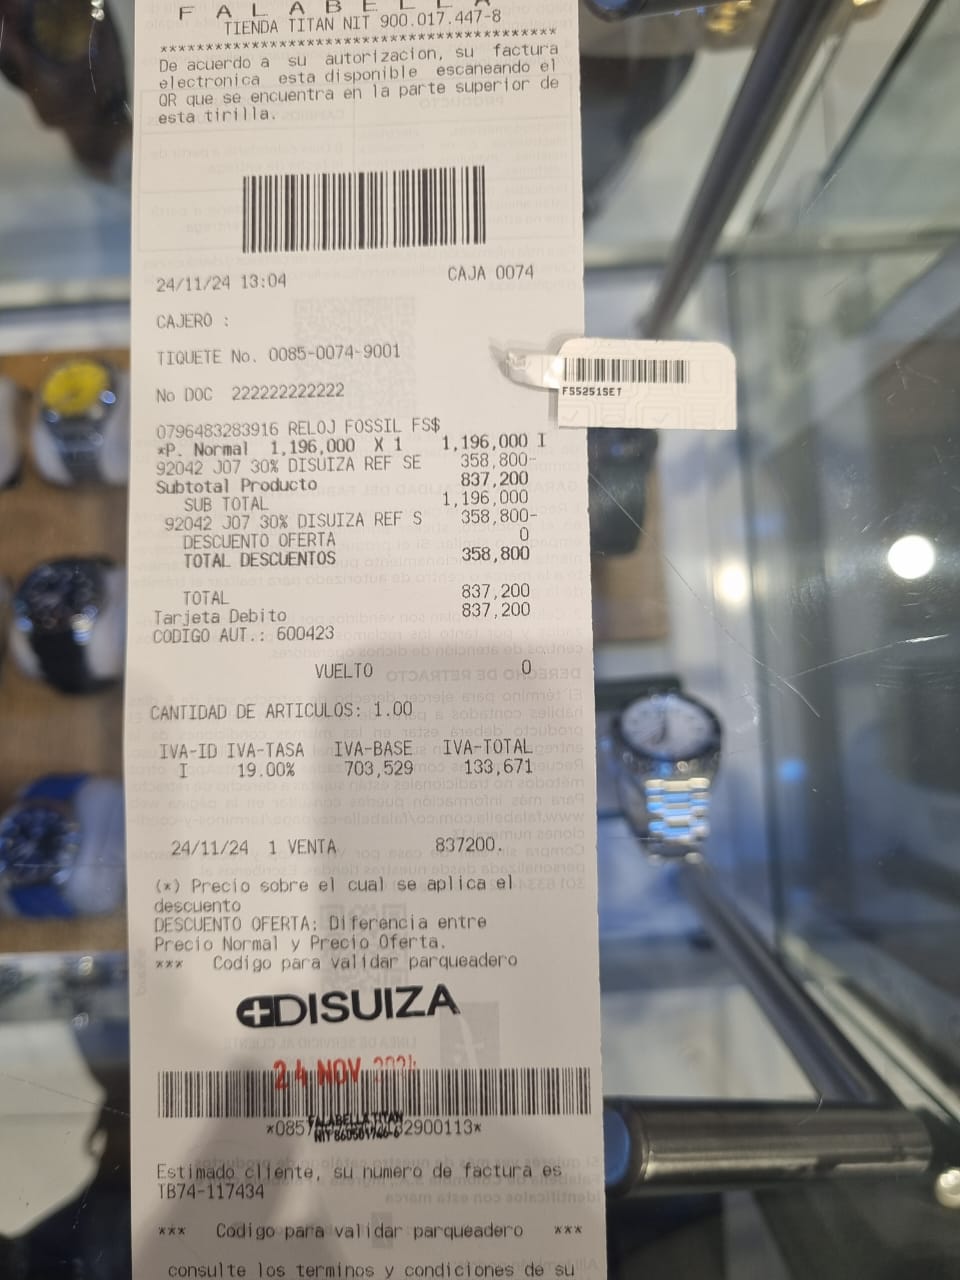 F A L A B E L L A
TIENDA TITAN NIT 900.017.447-8
******************************************
De acuerdo a su autorizacion, su factura
electronica esta disponible escaneando el
QR que se encuentra en la parte superior de
esta tirilla.
24/11/24 13:04 CAJA 0074
CAJERO :
TIQUETE No. 0085-0074-9001
No DOC 222222222222
FS5251SET
0796483283916 RELOJ FOSSIL FS$
*P. Normal 1,196,000 X 1 1,196,000 I
92042 J07 30% DISUIZA REF SE 358,800-
Subtotal Producto 837,200
SUB TOTAL 1,196,000
92042 J07 30% DISUIZA REF S 358,800-
DESCUENTO OFERTA 0
TOTAL DESCUENTOS 358,800
TOTAL 837,200
Tarjeta Debito 837,200
CODIGO AUT.: 600423
VUELTO 0
CANTIDAD DE ARTICULOS: 1.00
IVA-ID IVA-TASA IVA-BASE IVA-TOTAL
I 19.00% 703,529 133,671
24/11/24 1 VENTA 837200.
(*) Precio sobre el cual se aplica el
descuento
DESCUENTO OFERTA: Diferencia entre
Precio Normal y Precio Oferta.
*** Codigo para validar parqueadero
DISUIZA
24 NOV 2024
FALABELLA TITAN
Estimado cliente, su numero de factura es
TB74-117434
*** Codigo para validar parqueadero ***
consulte los terminos y condiciones de su